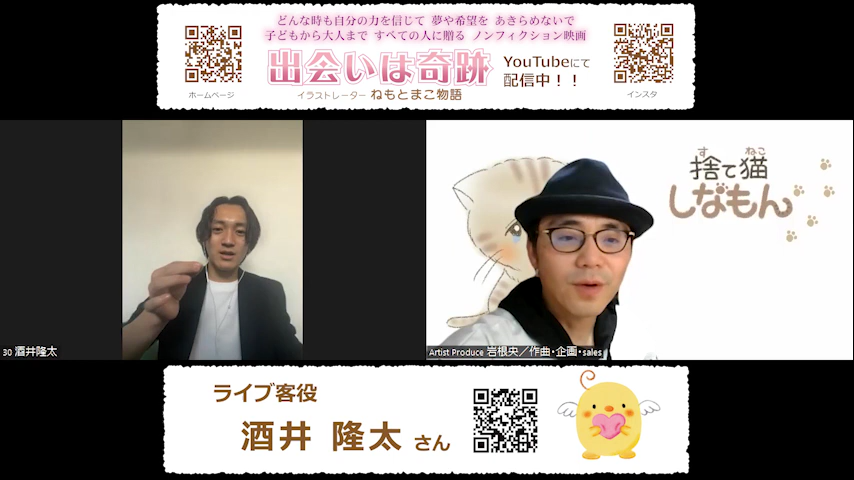 どんな時も自分の力を信じて 夢や希望を あきらめないで
子どもから大人まで すべての人に贈る ノンフィクション映画
出会いは奇跡
YouTubeにて
配信中！！
イラストレーター ねもとまこ物語
ホームページ
インスタ
す ねこ
捨て猫
しなもん
30 酒井隆太
Artist Produce 岩根央／作曲・企画・sales
ライブ客役
酒井 隆太 さん